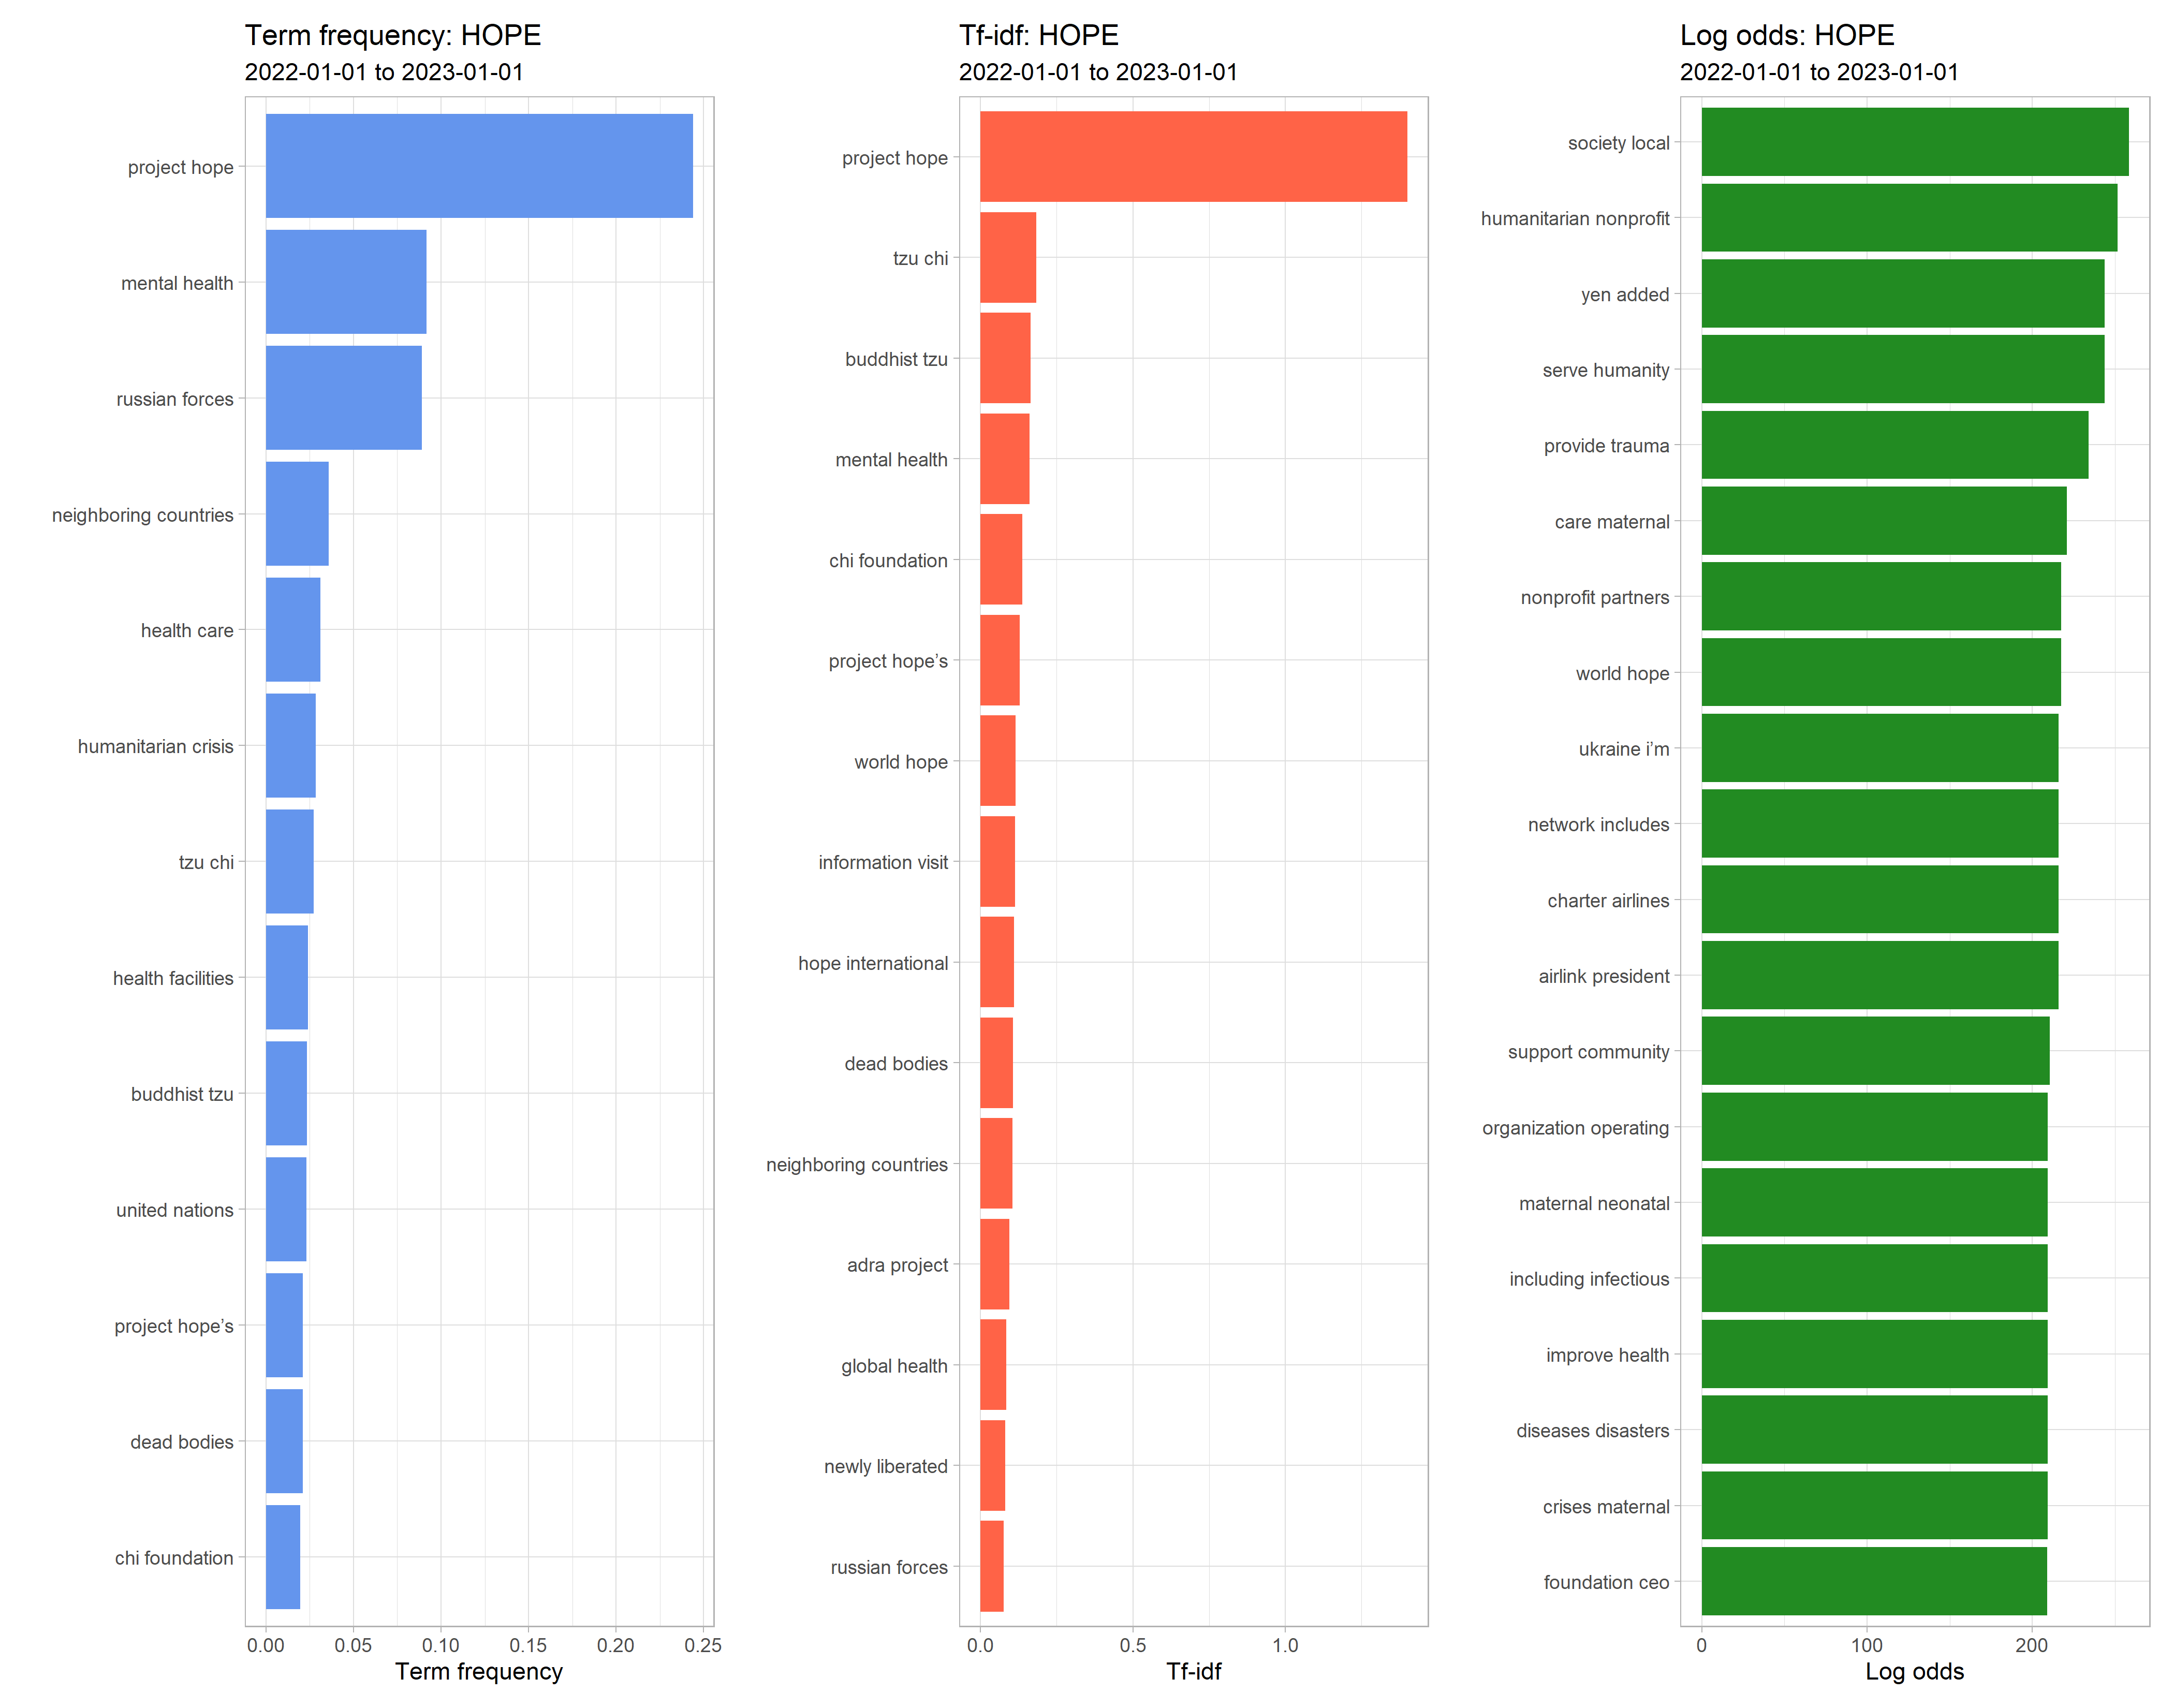 Term frequency: HOPE
2022-01-01 to 2023-01-01
project hope
mental health
russian forces
neighboring countries
health care
humanitarian crisis
tzu chi
health facilities
buddhist tzu
united nations
project hope’s
dead bodies
chi foundation
0.00 0.05 0.10 0.15 0.20 0.25
Term frequency
Tf-idf: HOPE
2022-01-01 to 2023-01-01
project hope
tzu chi
buddhist tzu
mental health
chi foundation
project hope’s
world hope
information visit
hope international
dead bodies
neighboring countries
adra project
global health
newly liberated
russian forces
0.0 0.5 1.0
Tf-idf
Log odds: HOPE
2022-01-01 to 2023-01-01
society local
humanitarian nonprofit
yen added
serve humanity
provide trauma
care maternal
nonprofit partners
world hope
ukraine i’m
network includes
charter airlines
airlink president
support community
organization operating
maternal neonatal
including infectious
improve health
diseases disasters
crises maternal
foundation ceo
0 100 200
Log odds